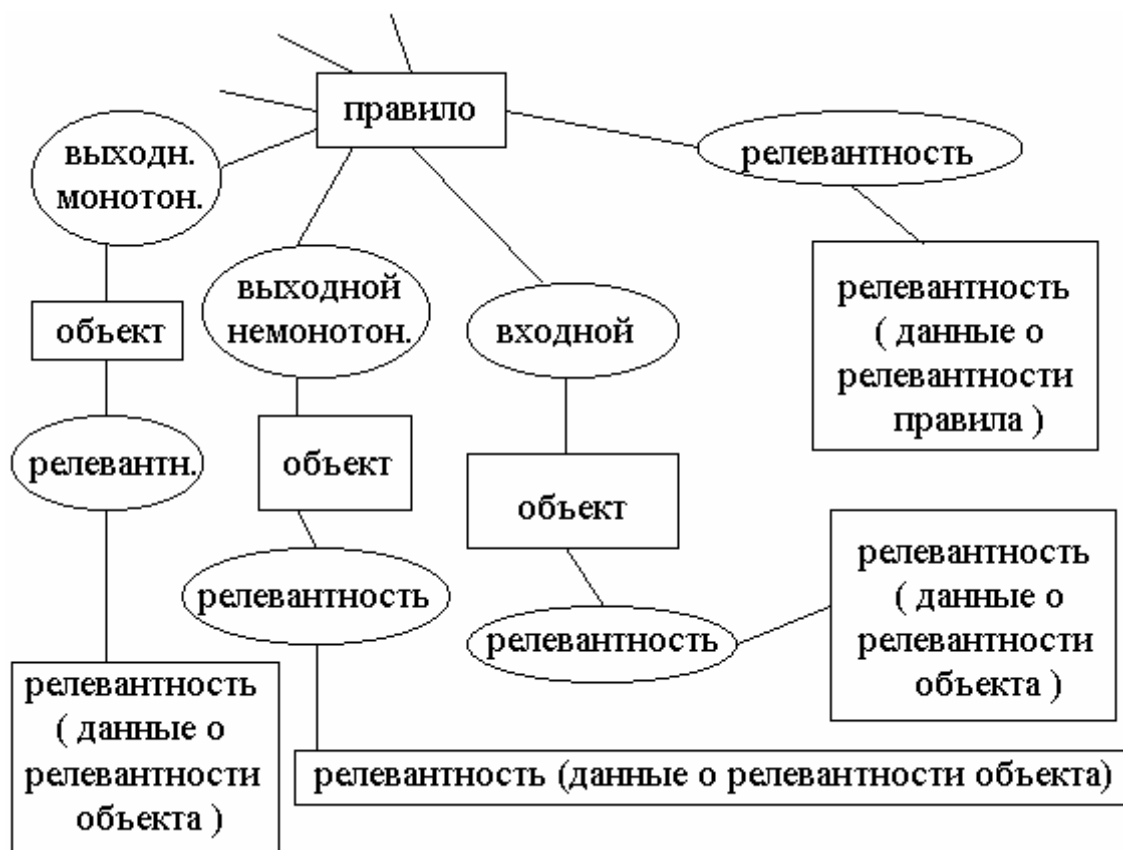 правило
выходн.
монотон.
релевантность
выходной
немонотон.
входной
объект
релевантность
( данные о
релевантности
правила )
релевантн.
объект
объект
релевантность
релевантность
релевантность
( данные о
релевантности
объекта )
релевантность
( данные о
релевантности
объекта )
релевантность (данные о релевантности объекта)